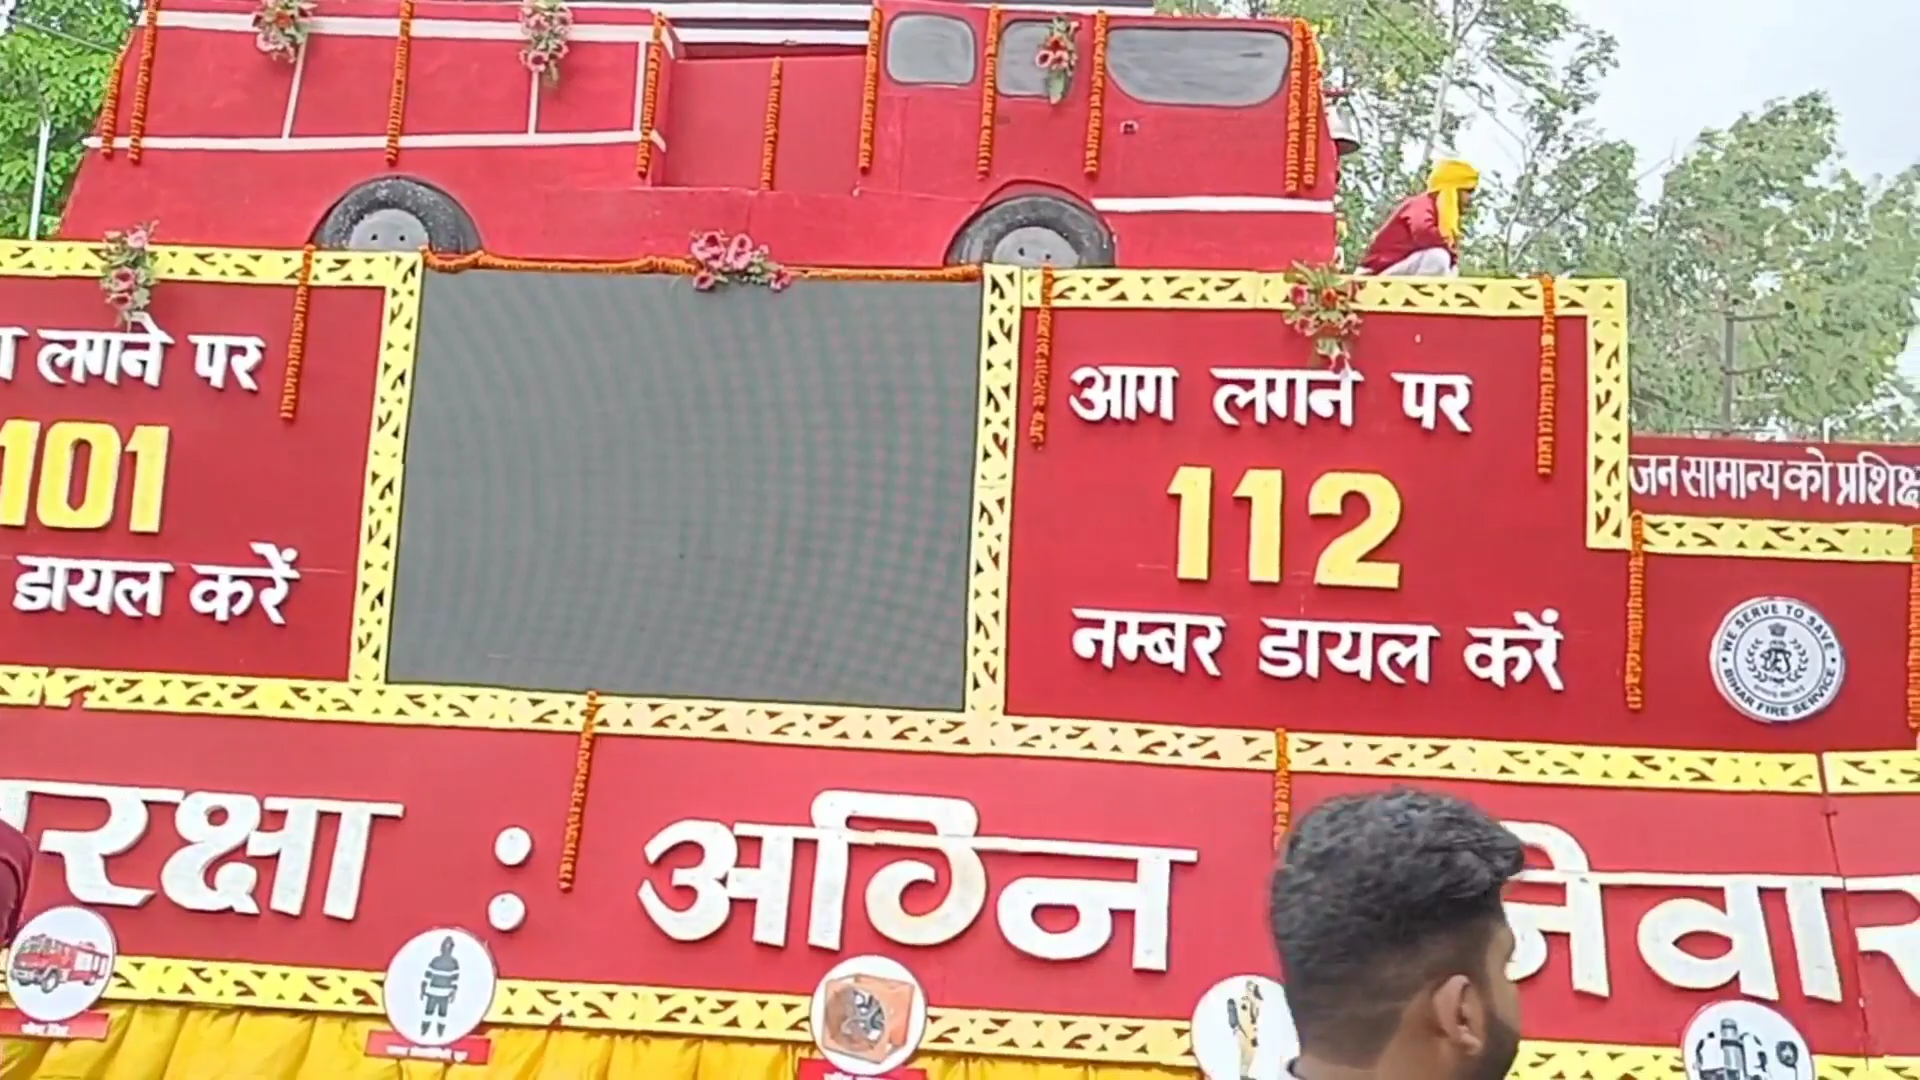 लगने पर
101
डायल करें
आग लगने पर
112
नम्बर डायल करें
जन सामान्य को
WE SERVE TO SAVE
BIHAR FIRE SERVICE
रक्षा : अग्नि